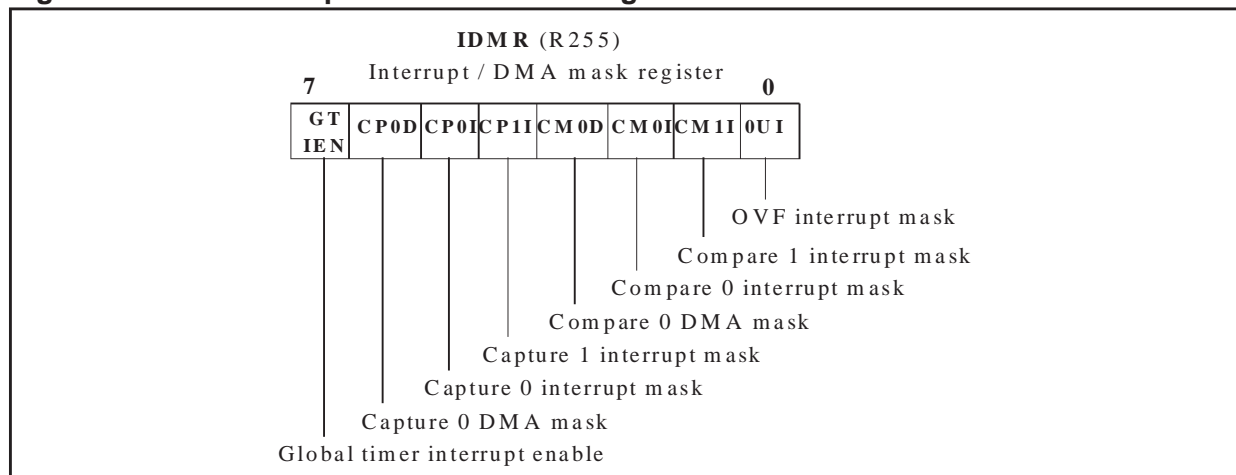 IDMR (R255)
Interrupt / DMA mask register
7 0
GT IEN CP0D CP0I CP1I CM0D CM0I CM1I 0UI
OVF interrupt mask
Compare 1 interrupt mask
Compare 0 interrupt mask
Compare 0 DMA mask
Capture 1 interrupt mask
Capture 0 interrupt mask
Capture 0 DMA mask
Global timer interrupt enable